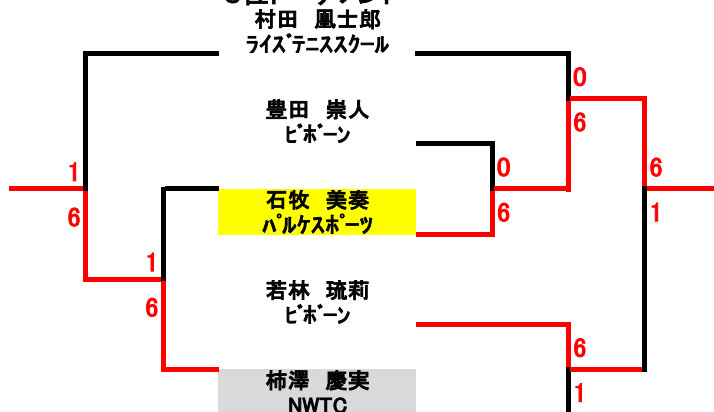 村田　凰士郎
ライズテニススクール
0
豊田　崇人
ビボーン
6
1
0
6
石牧　美奏
パルケスポーツ
6
6
1
1
若林　琉莉
ビボーン
6
6
柿澤　慶実
1
NWTC